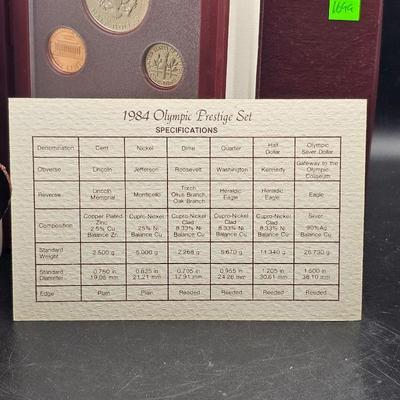 1699
1984 Olympic Prestige Set
SPECIFICATIONS
Denomination Cent Nickel Dime Quarter Half Dollar Olympic Silver Dollar
Obverse Lincoln Jefferson Roosevelt Washington Kennedy Gateway to the Olympic Coliseum
Reverse Lincoln Memorial Monticello Torch Olive Branch, Oak Branch Heraldic Eagle Heraldic Eagle Eagle
Composition Copper Plated Zinc 2.5% Cu Balance Zn Cupro-Nickel 25% Ni Balance Cu Cupro-Nickel Clad 8.33% Ni Balance Cu Cupro-Nickel Clad 8.33% Ni Balance Cu Cupro-Nickel Clad 8.33% Ni Balance Cu Silver 90% Ag Balance Cu
Standard Weight 2.500 g 5.000 g 2.268 g 5.670 g 11.340 g 26.730 g
Standard Diameter 0.750 in 19.05 mm 0.835 in 21.21 mm 0.705 in 17.91 mm 0.955 in 24.26 mm 1.205 in 30.61 mm 1.500 in 38.10 mm
Edge Plain Plain Reeded Reeded Reeded Reeded